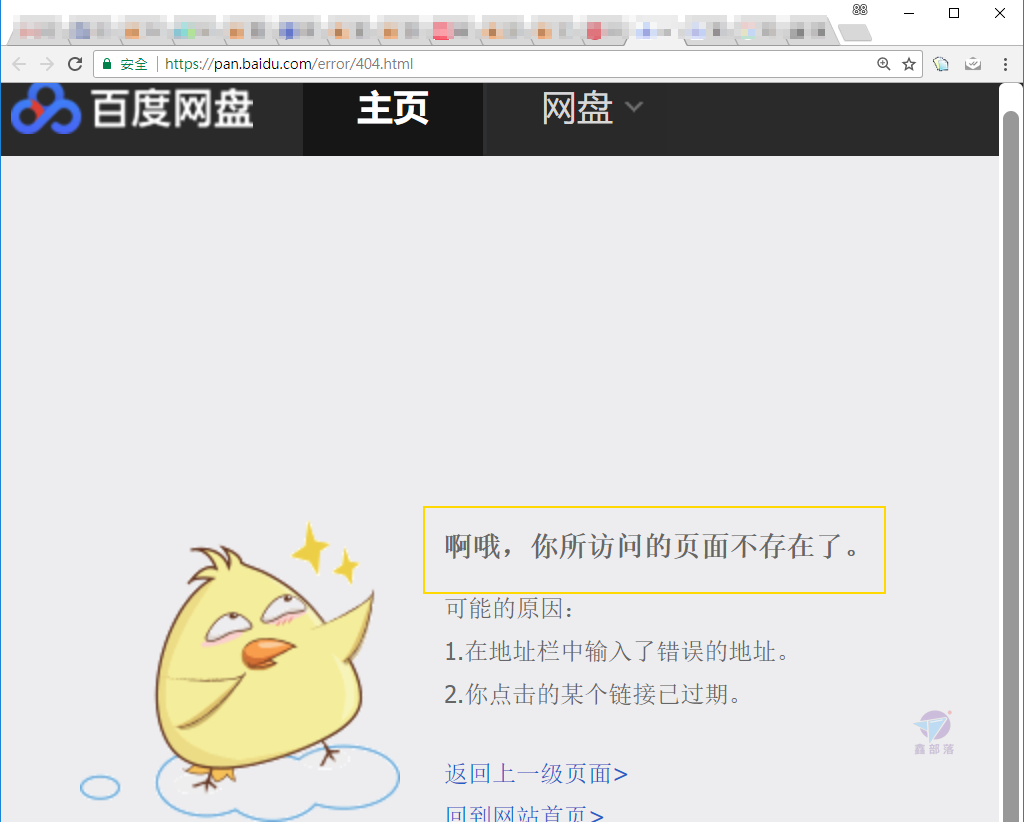 88
安全
https://pan.baidu.com/error/404.html
百度网盘
主页
网盘
啊哦，你所访问的页面不存在了。
可能的原因：
1.在地址栏中输入了错误的地址。
2.你点击的某个链接已过期。
鑫部落
返回上一级页面>
回到网站首页>